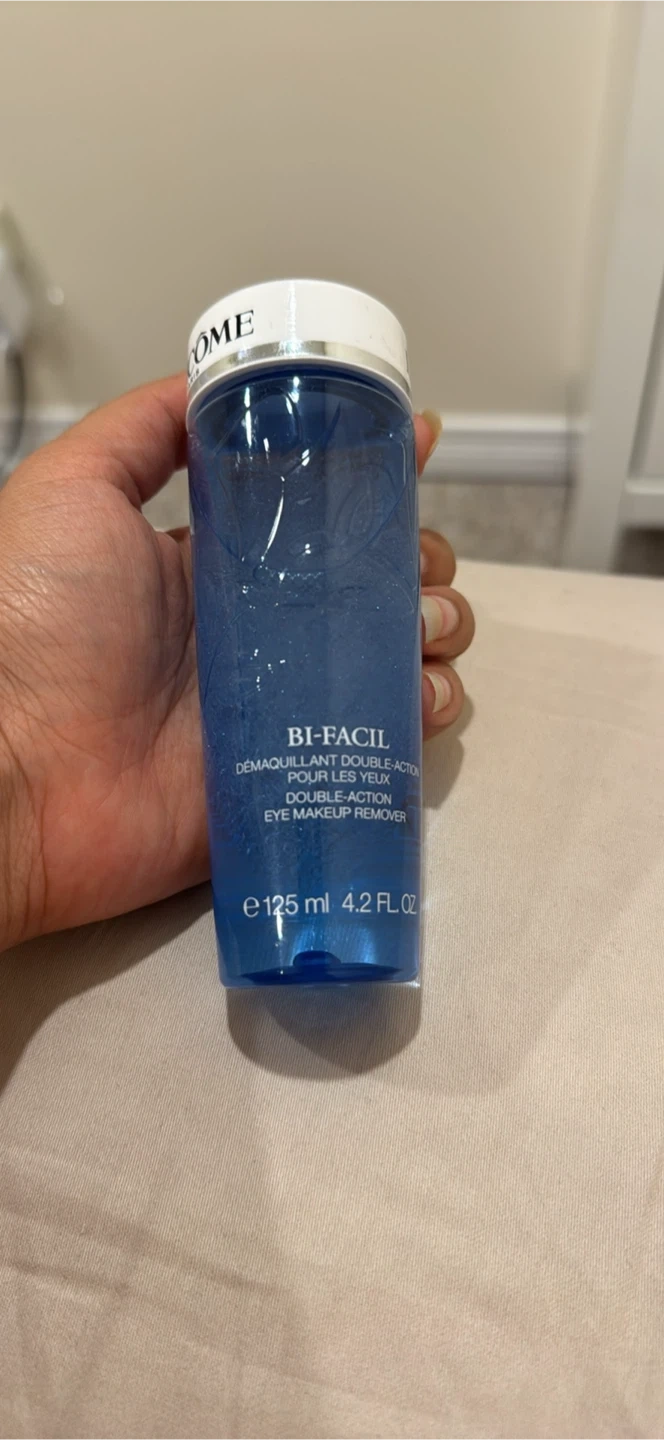 CÔME
BI-FACIL
DÉMAQUILLANT DOUBLE-ACTION
POUR LES YEUX
DOUBLE-ACTION
EYE MAKEUP REMOVER
℮ 125 ml 4.2 FL. OZ